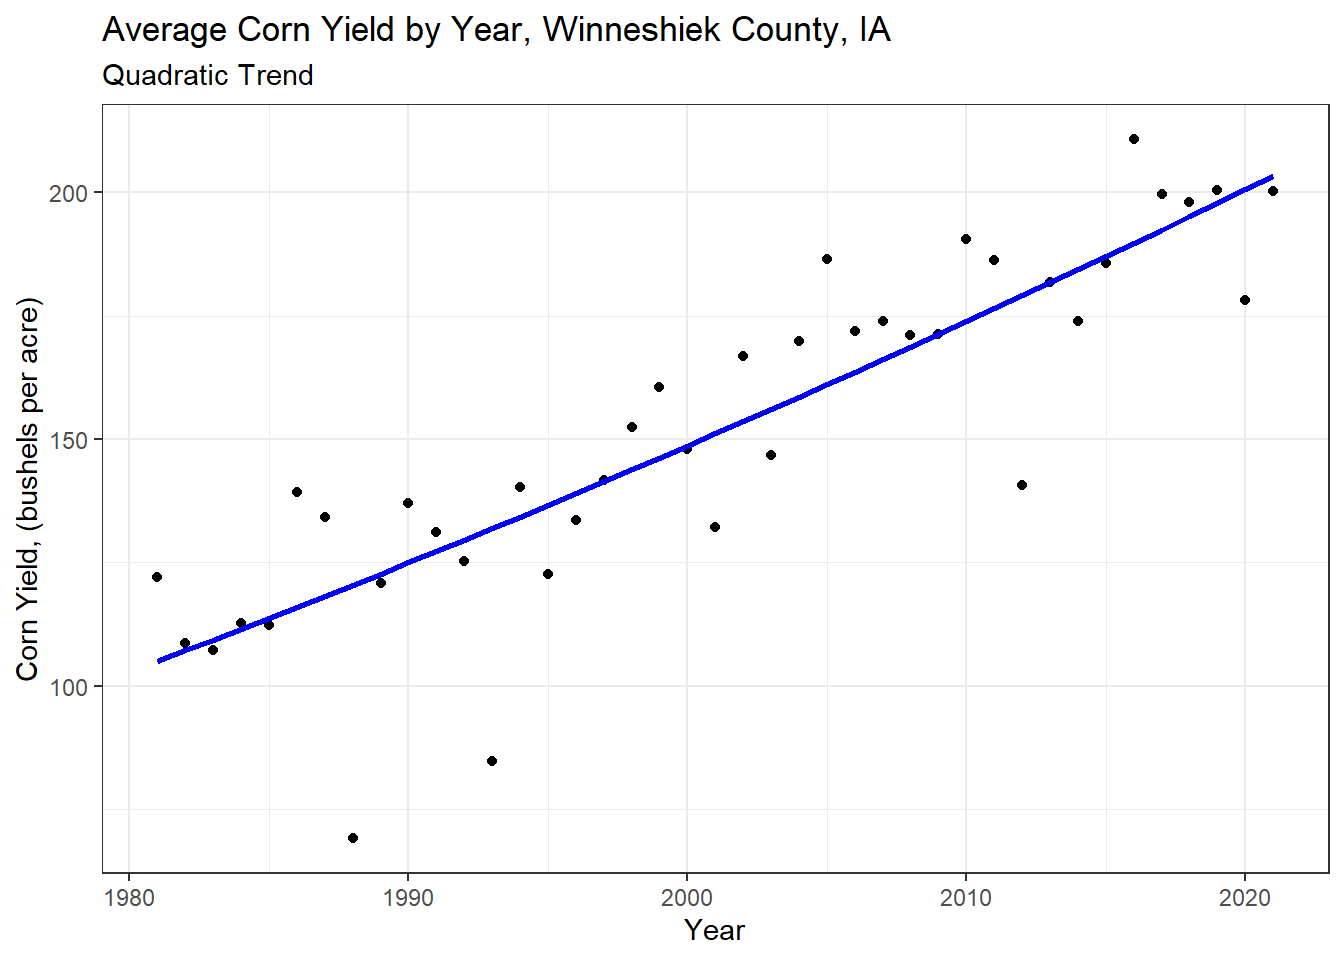 Average Corn Yield by Year, Winneshiek County, IA
Quadratic Trend
Corn Yield, (bushels per acre)
200
150
100
1980
1990
2000
2010
2020
Year